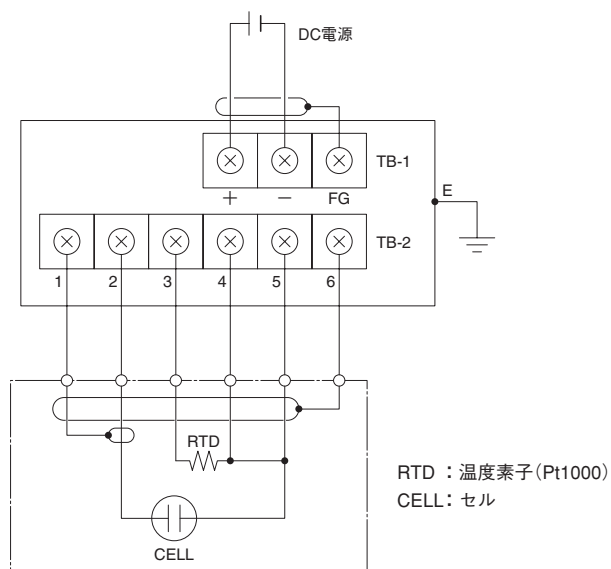 DC電源
TB-1
+ − FG
E
TB-2
1 2 3 4 5 6
RTD
CELL
RTD：温度素子(Pt1000)
CELL：セル